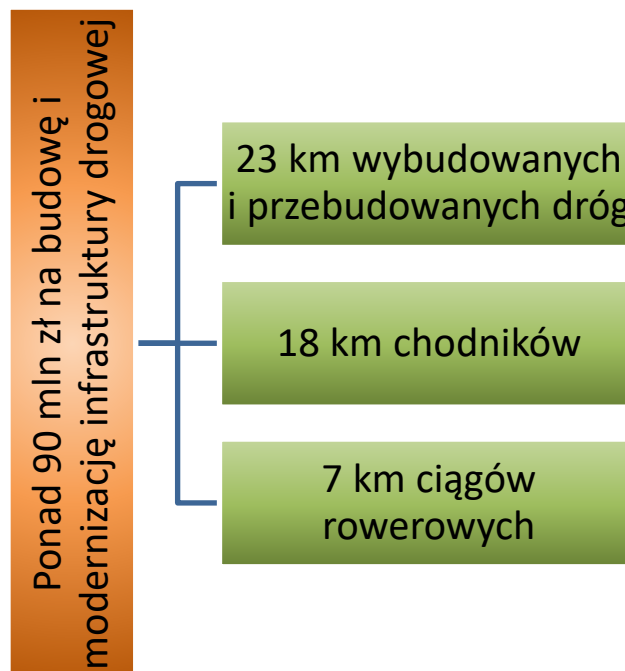 Ponad 90 mln zł na budowę i
modernizację infrastruktury drogowej
23 km wybudowanych
i przebudowanych dróg
18 km chodników
7 km ciągów
rowerowych